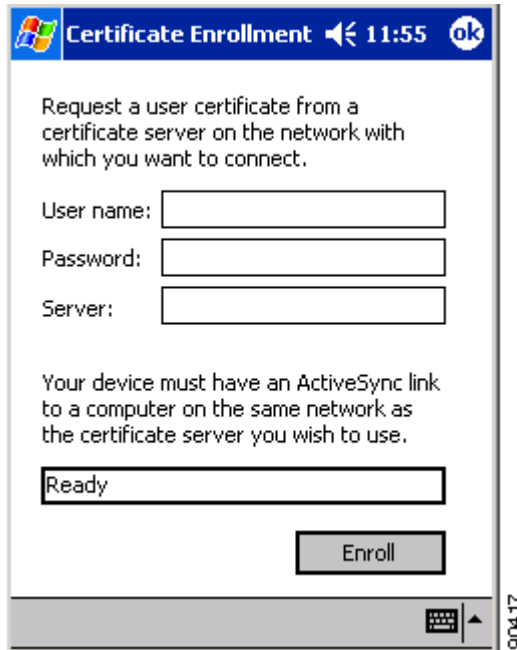 Certificate Enrollment 11:55 ok
Request a user certificate from a
certificate server on the network with
which you want to connect.
User name:
Password:
Server:
Your device must have an ActiveSync link
to a computer on the same network as
the certificate server you wish to use.
Ready
Enroll
90417